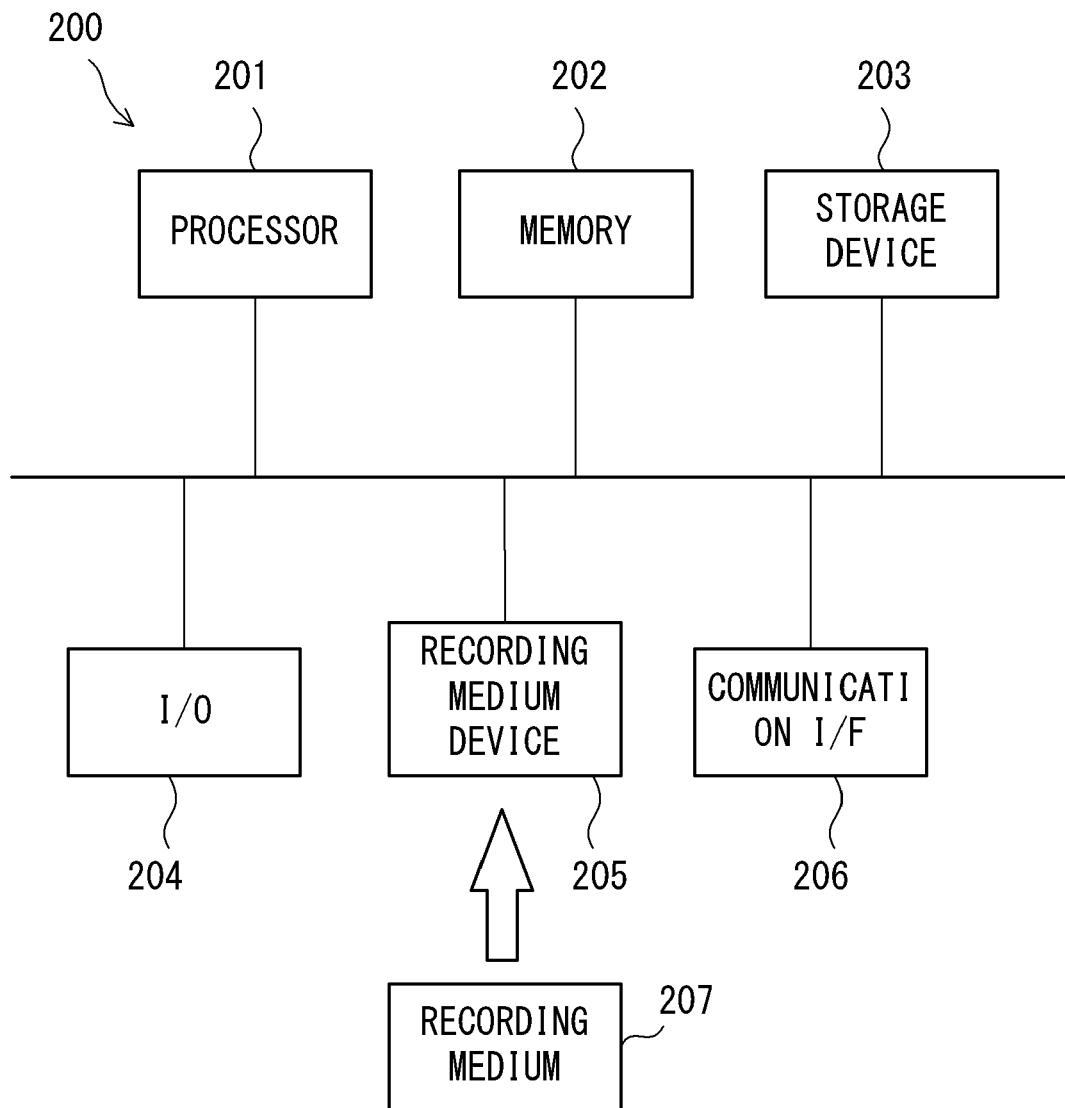 200
201
202
203
PROCESSOR
MEMORY
STORAGE
DEVICE
I/O
RECORDING
MEDIUM
DEVICE
COMMUNICATI
ON I/F
204
205
206
RECORDING
MEDIUM
207